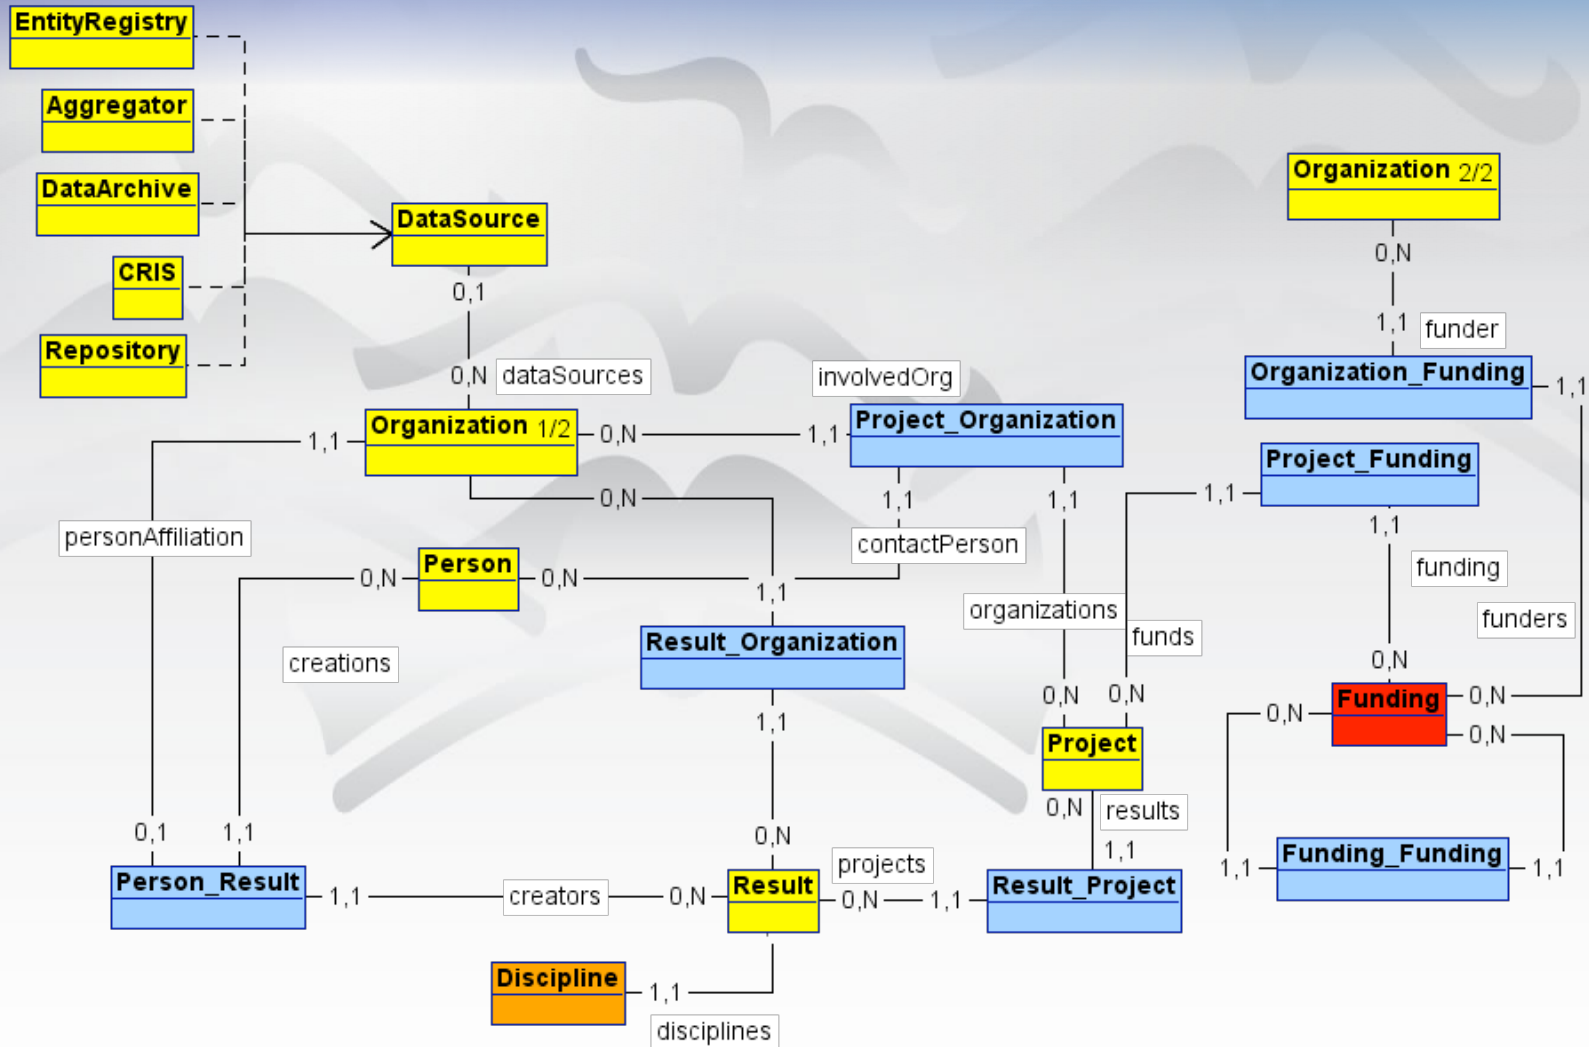 EntityRegistry
Aggregator
DataArchive
CRIS
Repository
DataSource
0,1
0,N
dataSources
Organization 1/2
1,1
0,N
1,1
involvedOrg
Project_Organization
0,N
1,1
1,1
contactPerson
personAffiliation
Person
0,N
0,N
1,1
organizations
creations
Result_Organization
1,1
0,N
0,N
funds
Project
0,N
results
1,1
0,1
1,1
Person_Result
1,1
creators
0,N
0,N
Result
projects
0,N
1,1
Result_Project
Discipline
1,1
disciplines
Organization 2/2
0,N
1,1
funder
Organization_Funding
1,1
Project_Funding
1,1
1,1
funding
funders
0,N
Funding
0,N
0,N
0,N
Funding_Funding
1,1
1,1